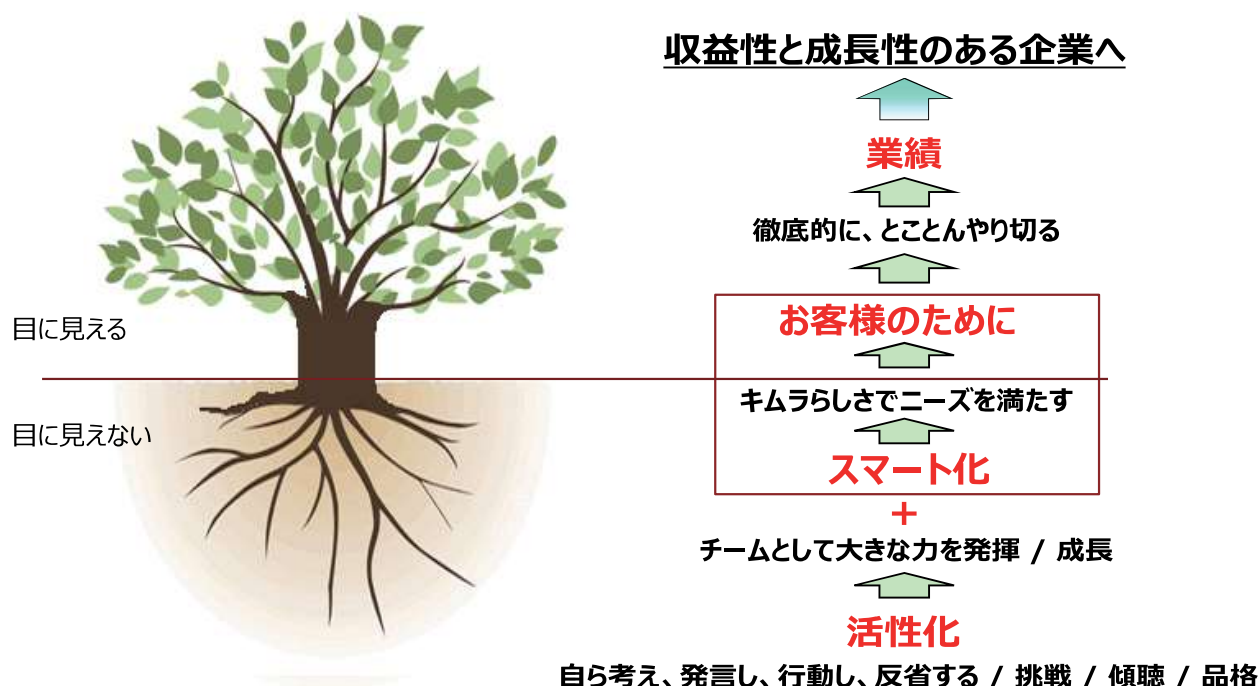 収益性と成長性のある企業へ
業績
徹底的に、とことんやり切る
お客様のために
目に見える
キムラらしさでニーズを満たす
目に見えない
スマート化
+
チームとして大きな力を発揮 / 成長
活性化
自ら考え、発言し、行動し、反省する / 挑戦 / 傾聴 / 品格